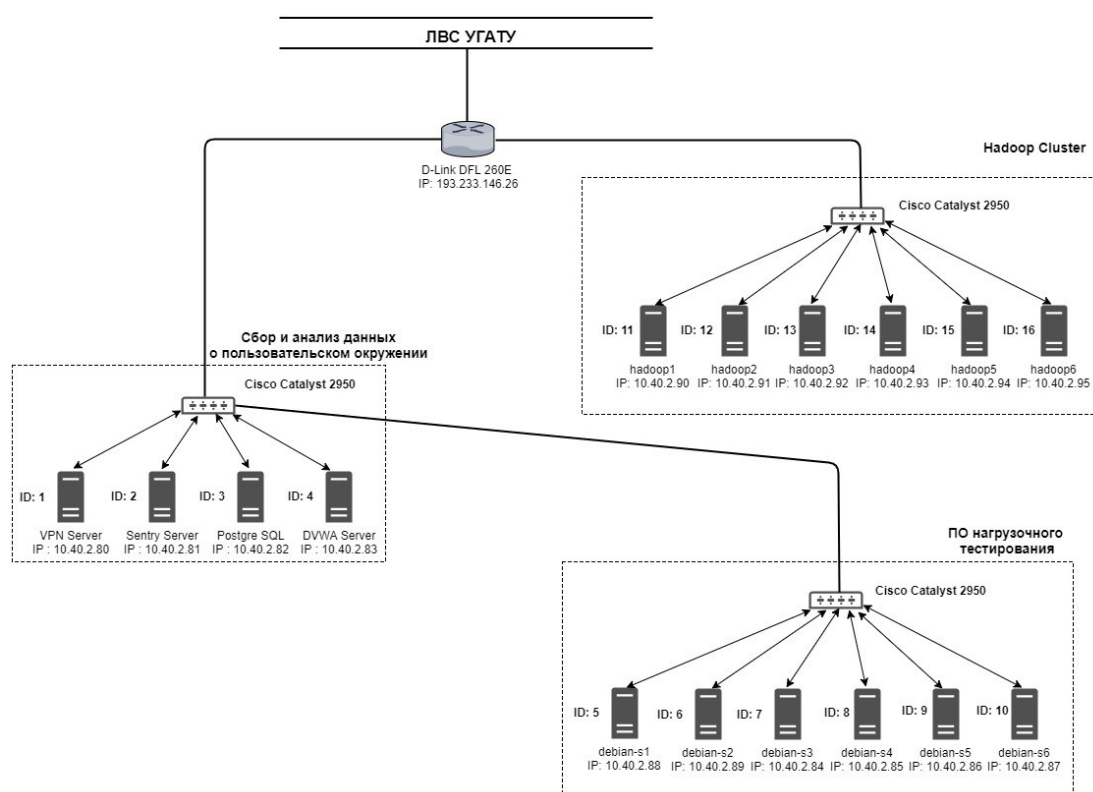 ЛВС УГАТУ
D-Link DFL 260E
IP: 193.233.146.26
Hadoop Cluster
Cisco Catalyst 2950
ID: 11
ID: 12
ID: 13
ID: 14
ID: 15
ID: 16
hadoop1
IP: 10.40.2.90
hadoop2
IP: 10.40.2.91
hadoop3
IP: 10.40.2.92
hadoop4
IP: 10.40.2.93
hadoop5
IP: 10.40.2.94
hadoop6
IP: 10.40.2.95
Сбор и анализ данных
о пользовательском окружении
Cisco Catalyst 2950
ID: 1
ID: 2
ID: 3
ID: 4
VPN Server
IP : 10.40.2.80
Sentry Server
IP : 10.40.2.81
Postgre SQL
IP : 10.40.2.82
DVWA Server
IP : 10.40.2.83
ПО нагрузочного
тестирования
Cisco Catalyst 2950
ID: 5
ID: 6
ID: 7
ID: 8
ID: 9
ID: 10
debian-s1
IP: 10.40.2.88
debian-s2
IP: 10.40.2.89
debian-s3
IP: 10.40.2.84
debian-s4
IP: 10.40.2.85
debian-s5
IP: 10.40.2.86
debian-s6
IP: 10.40.2.87